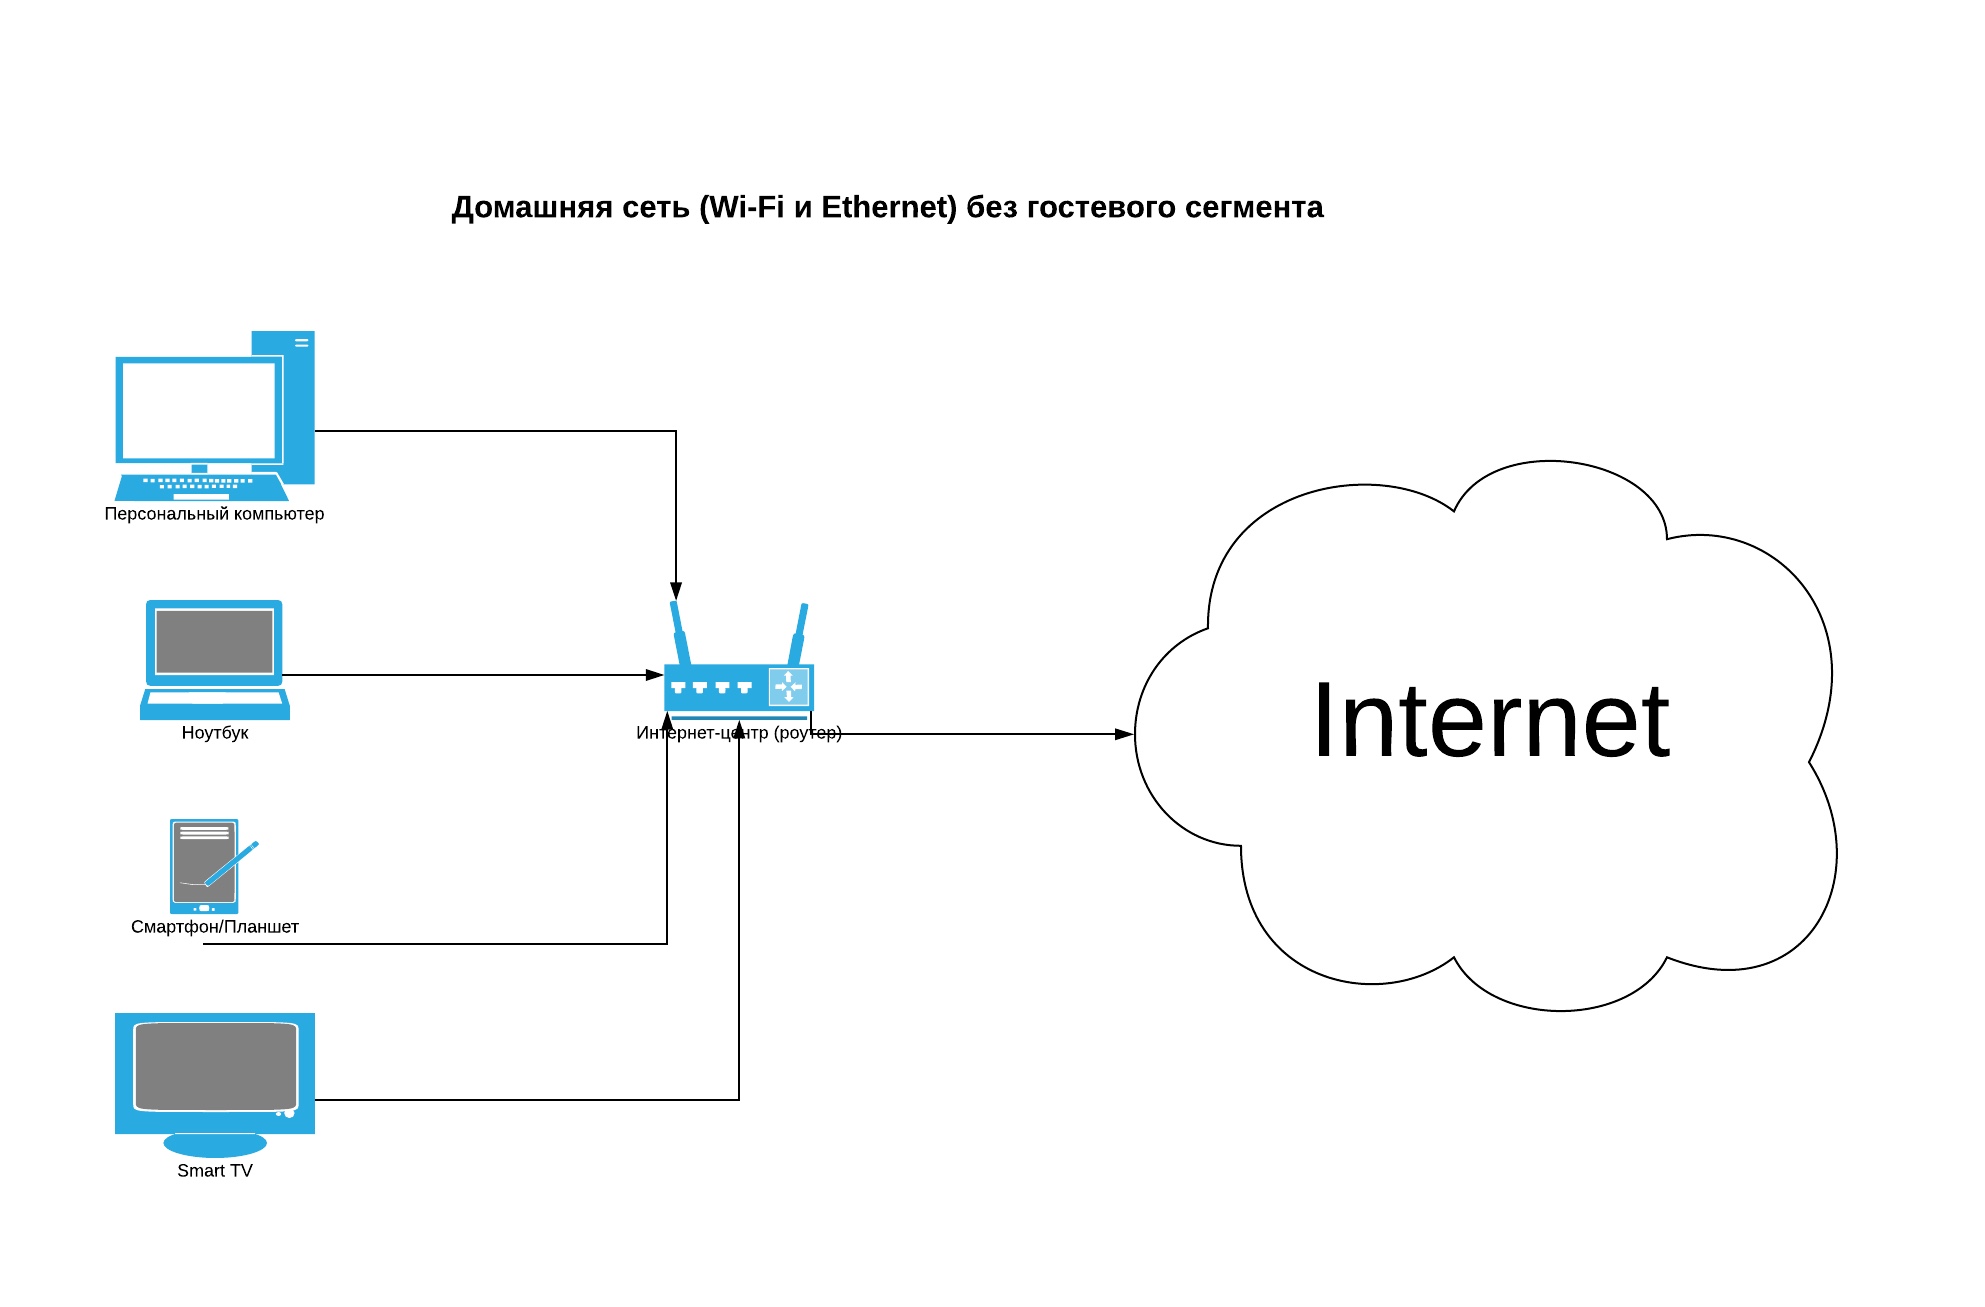 Домашняя сеть (Wi-Fi и Ethernet) без гостевого сегмента
Персональный компьютер
Ноутбук
Интернет-центр (роутер)
Internet
Смартфон/Планшет
Smart TV